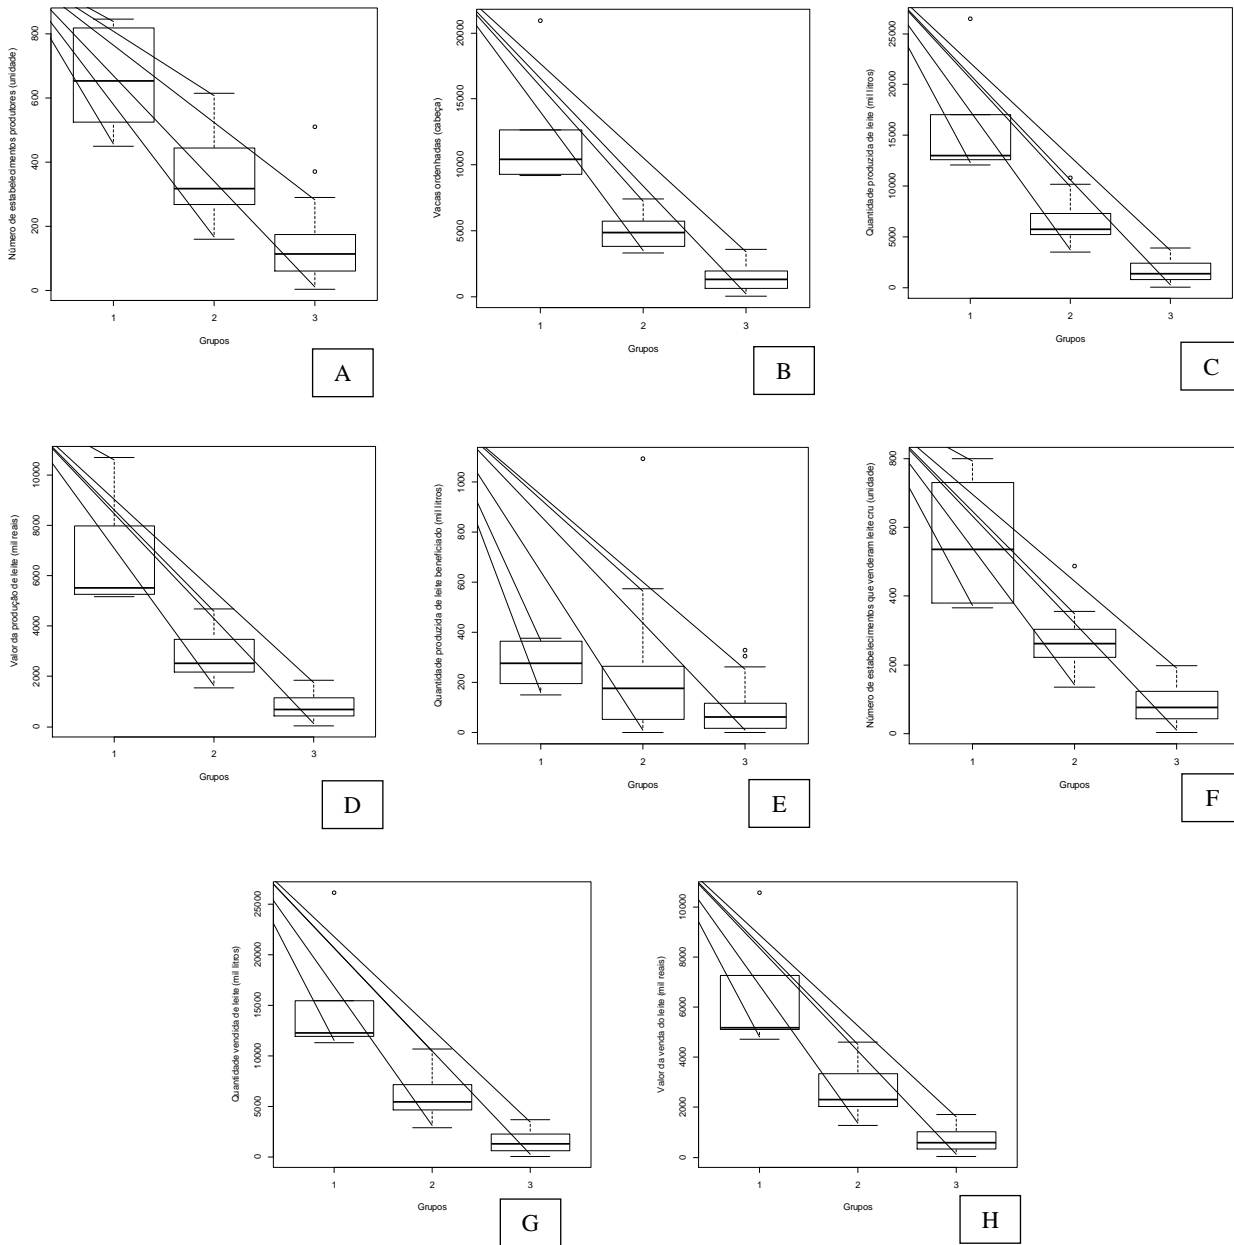 Número de estabelecimentos produtores (unidade)
0 200 400 600 800
1 2 3
Grupos
A
Vacas ordenhadas (cabeça)
0 5000 10000 15000 20000
1 2 3
Grupos
B
Quantidade produzida de leite (mil litros)
0 5000 10000 15000 20000 25000
1 2 3
Grupos
C
Valor da produção de leite (mil reais)
0 2000 4000 6000 8000 10000
1 2 3
Grupos
D
Quantidade produzida de leite beneficiado (mil litros)
0 200 400 600 800 1000
1 2 3
Grupos
E
Número de estabelecimentos que venderam leite cru (unidade)
0 200 400 600 800
1 2 3
Grupos
F
Quantidade vendida de leite (mil litros)
0 5000 10000 15000 20000 25000
1 2 3
Grupos
G
Valor da venda do leite (mil reais)
0 2000 4000 6000 8000 10000
1 2 3
Grupos
H